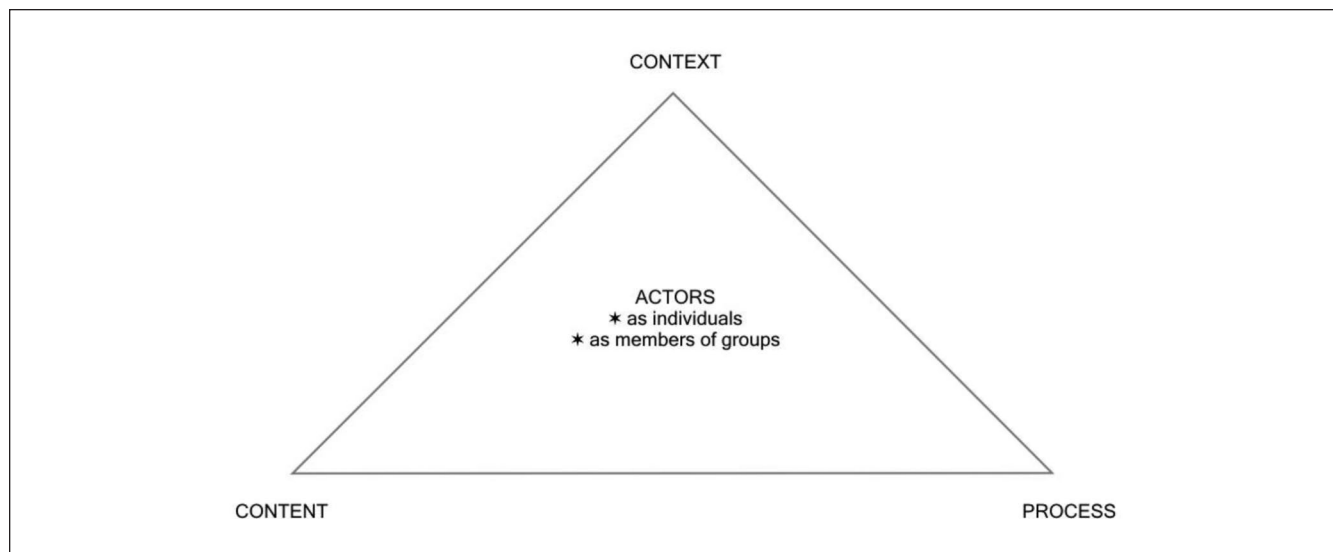 CONTEXT
ACTORS
✶ as individuals
✶ as members of groups
CONTENT
PROCESS